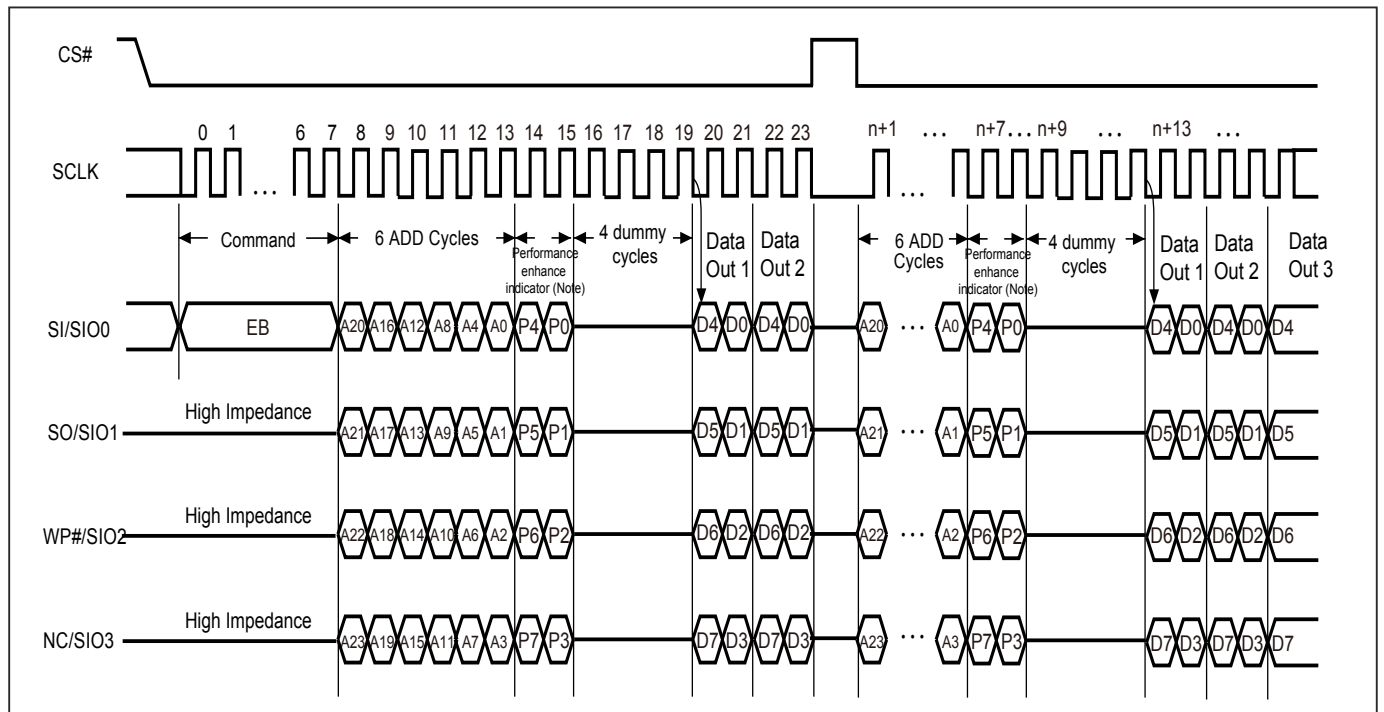 CS#
0 1 6 7 8 9 10 11 12 13 14 15 16 17 18 19 20 21 22 23 n+1 ... n+7... n+9 ... n+13 ...
SCLK
...
...
Command
6 ADD Cycles
Performance
enhance
indicator (Note)
4 dummy
cycles
Data
Out 1
Data
Out 2
6 ADD
Cycles
Performance
enhance
indicator (Note)
4 dummy
cycles
Data
Out 1
Data
Out 2
Data
Out 3
SI/SIO0 EB A20 A16 A12 A8 A4 A0 P4 P0 D4 D0 D4 D0 A20 ... A0 P4 P0 D4 D0 D4 D0 D4
High Impedance
SO/SIO1 A21 A17 A13 A9 A5 A1 P5 P1 D5 D1 D5 D1 A21 ... A1 P5 P1 D5 D1 D5 D1 D5
High Impedance
WP#/SIO2 A22 A18 A14 A10 A6 A2 P6 P2 D6 D2 D6 D2 A22 ... A2 P6 P2 D6 D2 D6 D2 D6
High Impedance
NC/SIO3 A23 A19 A15 A11 A7 A3 P7 P3 D7 D3 D7 D3 A23 ... A3 P7 P3 D7 D3 D7 D3 D7